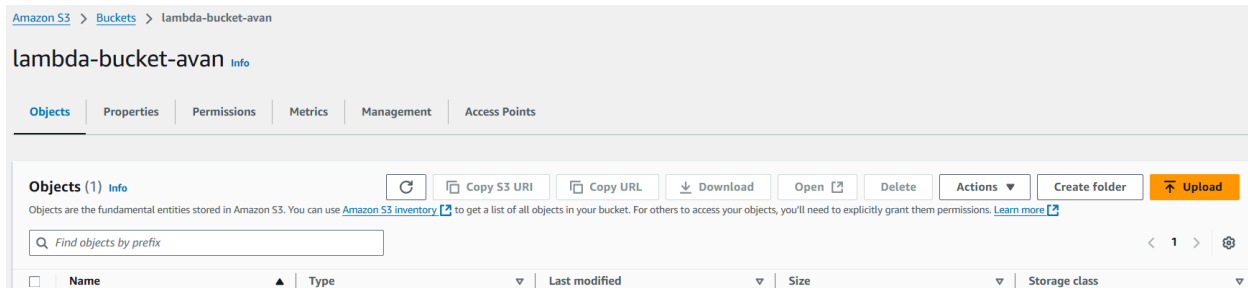 Amazon S3 > Buckets > lambda-bucket-avan
lambda-bucket-avan Info
Objects Properties Permissions Metrics Management Access Points
Objects (1) Info Copy S3 URI Copy URL Download Open Delete Actions Create folder Upload
Objects are the fundamental entities stored in Amazon S3. You can use Amazon S3 inventory to get a list of all objects in your bucket. For others to access your objects, you'll need to explicitly grant them permissions. Learn more
Find objects by prefix < 1 >
Name Type Last modified Size Storage class